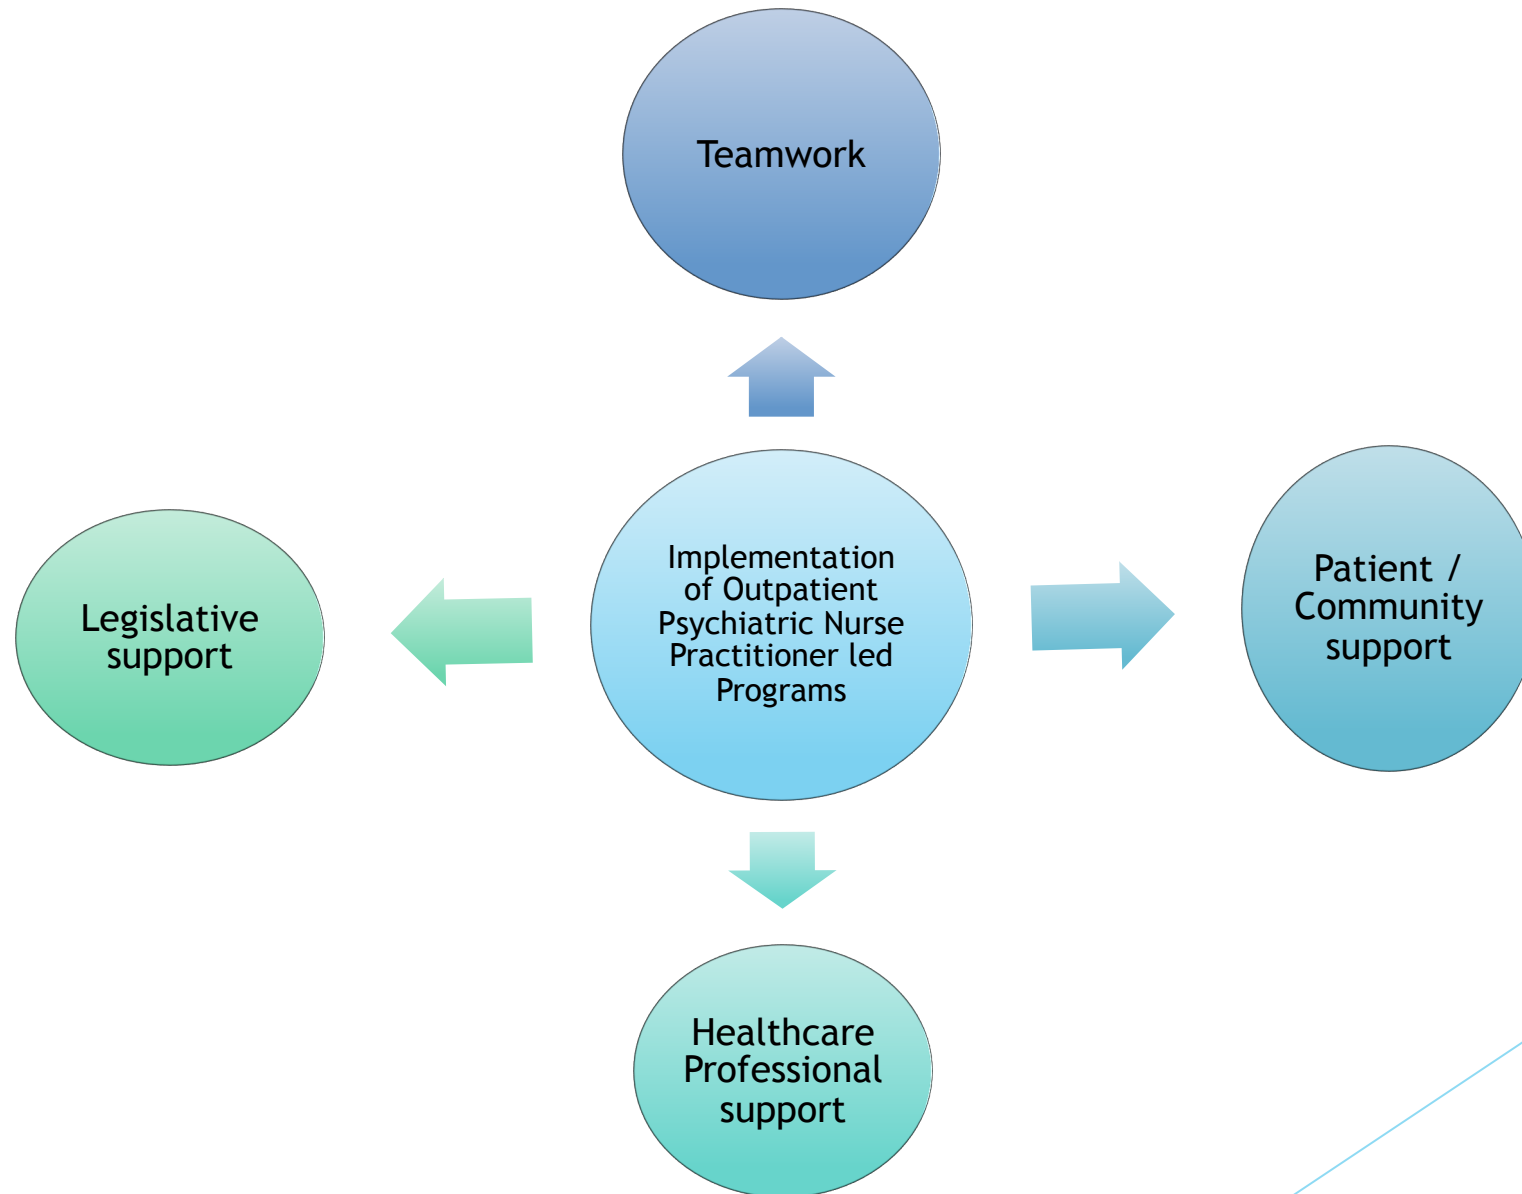 Teamwork
Implementation
of Outpatient
Psychiatric Nurse
Practitioner led
Programs
Patient /
Community
support
Legislative
support
Healthcare
Professional
support